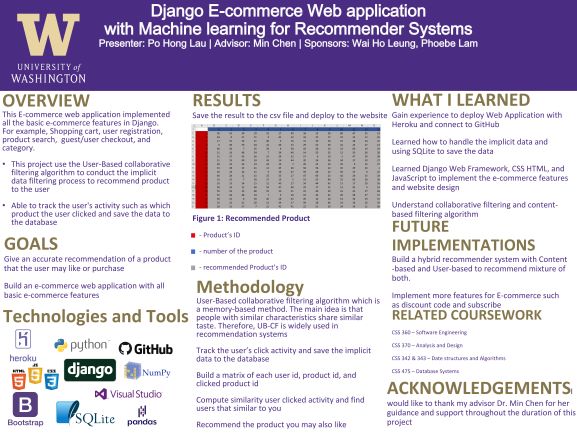 Django E-commerce Web application
with Machine learning for Recommender Systems
Presenter: Po Hong Lau | Advisor: Min Chen | Sponsors: Wai Ho Leung, Phoebe Lam
W
UNIVERSITY of
WASHINGTON
OVERVIEW
This E-commerce web application implemented
all the basic e-commerce features in Django.
For example, Shopping cart, user registration,
product search, guest/user checkout, and
category.
• This project use the User-Based collaborative
filtering algorithm to conduct the implicit
data filtering process to recommend product
to the user
• Able to track the user's activity such as which
product the user clicked and save the data to
the database
GOALS
Give an accurate recommendation of a product
that the user may like or purchase
Build an e-commerce web application with all
basic e-commerce features
Technologies and Tools
heroku
python
GitHub
HTML
JS
CSS
5
5
3
django
NumPy
Visual Studio
B
Bootstrap
SQLite
pandas
RESULTS
Save the result to the csv file and deploy to the website
Figure 1: Recommended Product
- Product's ID
- number of the product
- recommended Product's ID
Methodology
User-Based collaborative filtering algorithm which is
a memory-based method. The main idea is that
people with similar characteristics share similar
taste. Therefore, UB-CF is widely used in
recommendation systems
Track the user's click activity and save the implicit
data to the database
Build a matrix of each user id, product id, and
clicked product id
Compute similarity user clicked activity and find
users that similar to you
Recommend the product you may also like
WHAT I LEARNED
Gain experience to deploy Web Application with
Heroku and connect to GitHub
Learned how to handle the implicit data and
using SQLite to save the data
Learned Django Web Framework, CSS HTML, and
JavaScript to implement the e-commerce features
and website design
Understand collaborative filtering and content-
based filtering algorithm
FUTURE
IMPLEMENTATIONS
Build a hybrid recommender system with Content
-based and User-based to recommend mixture of
both.
Implement more features for E-commerce such
as discount code and subscribe
RELATED COURSEWORK
CSS 360 – Software Engineering
CSS 370 – Analysis and Design
CSS 342 & 343 – Date structures and Algorithms
CSS 475 – Database Systems
ACKNOWLEDGEMENTS
would like to thank my advisor Dr. Min Chen for her
guidance and support throughout the duration of this
project